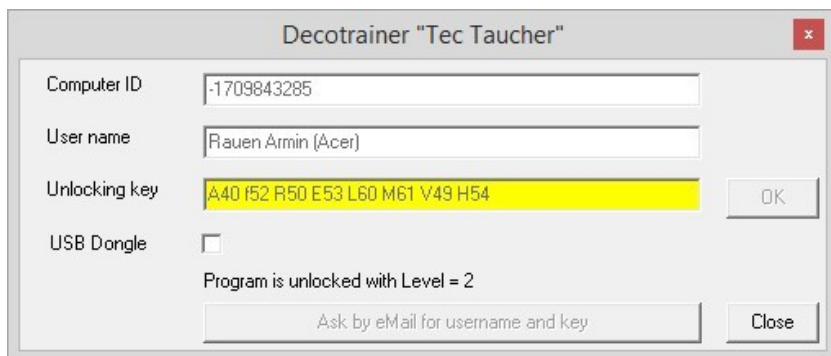 Decotrainer "Tec Taucher"
x
Computer ID -1709843285
User name Rauen Armin (Acer)
Unlocking key A40 f52 R50 E53 L60 M61 V49 H54 OK
USB Dongle
Program is unlocked with Level = 2
Ask by eMail for username and key Close